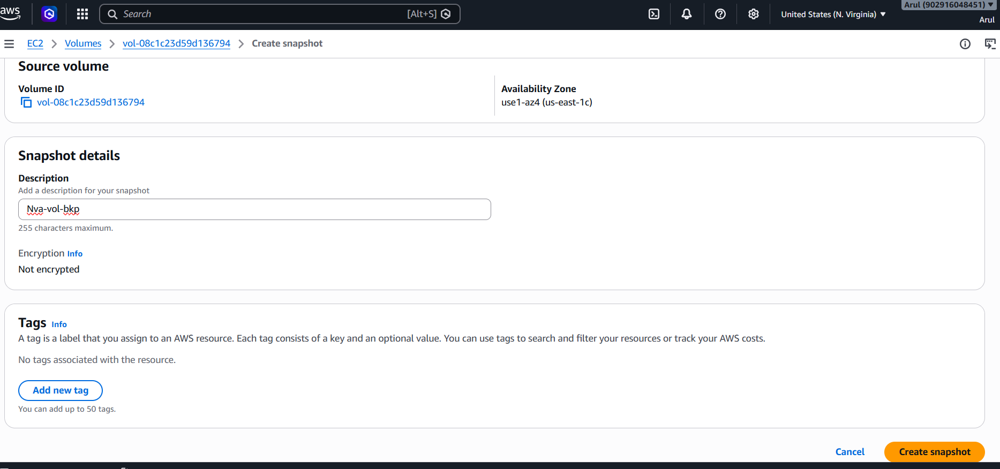 aws
Search [Alt+S]
United States (N. Virginia)
Arul (902916048451)
Arul
EC2 Volumes vol-08c1c23d59d136794 Create snapshot
Source volume
Volume ID
vol-08c1c23d59d136794
Availability Zone
use1-az4 (us-east-1c)
Snapshot details
Description
Add a description for your snapshot
Nva-vol-bkp
255 characters maximum.
Encryption Info
Not encrypted
Tags Info
A tag is a label that you assign to an AWS resource. Each tag consists of a key and an optional value. You can use tags to search and filter your resources or track your AWS costs.
No tags associated with the resource.
Add new tag
You can add up to 50 tags.
Cancel
Create snapshot